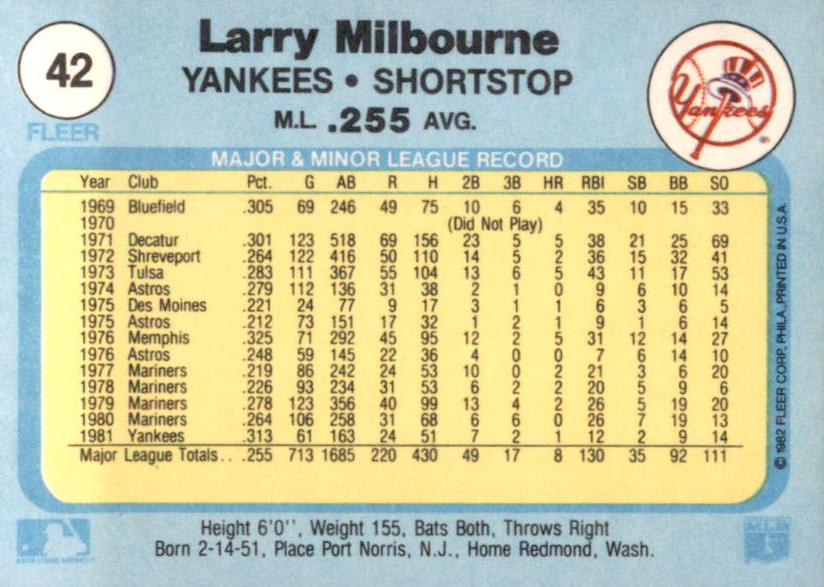 42
FLEER
Larry Milbourne
YANKEES • SHORTSTOP
M.L. .255 AVG.
Yankees
MAJOR & MINOR LEAGUE RECORD
Year Club Pct. G AB R H 2B 3B HR RBI SB BB SO
1969 Bluefield .305 69 246 49 75 10 6 4 35 10 15 33
1970 (Did Not Play)
1971 Decatur .301 123 518 69 156 23 5 5 38 21 25 69
1972 Shreveport .264 122 416 50 110 14 5 2 36 15 32 41
1973 Tulsa .283 111 367 55 104 13 6 5 43 11 17 53
1974 Astros .279 112 136 31 38 2 1 0 9 6 10 14
1975 Des Moines .221 24 77 9 17 3 1 1 6 3 6 5
1975 Astros .212 73 151 17 32 1 2 1 9 1 6 14
1976 Memphis .325 71 292 45 95 12 2 5 31 12 14 27
1976 Astros .248 59 145 22 36 4 0 0 7 6 14 10
1977 Mariners .219 86 242 24 53 10 0 2 21 3 6 20
1978 Mariners .226 93 234 31 53 6 2 2 20 5 9 6
1979 Mariners .278 123 356 40 99 13 4 2 26 5 19 20
1980 Mariners .264 106 258 31 68 6 6 0 26 7 19 13
1981 Yankees .313 61 163 24 51 7 2 1 12 2 9 14
Major League Totals . . .255 713 1685 220 430 49 17 8 130 35 92 111
© 1982 FLEER CORP. PHILA. PRINTED IN U.S.A.
Height 6'0'', Weight 155, Bats Both, Throws Right
Born 2-14-51, Place Port Norris, N.J., Home Redmond, Wash.